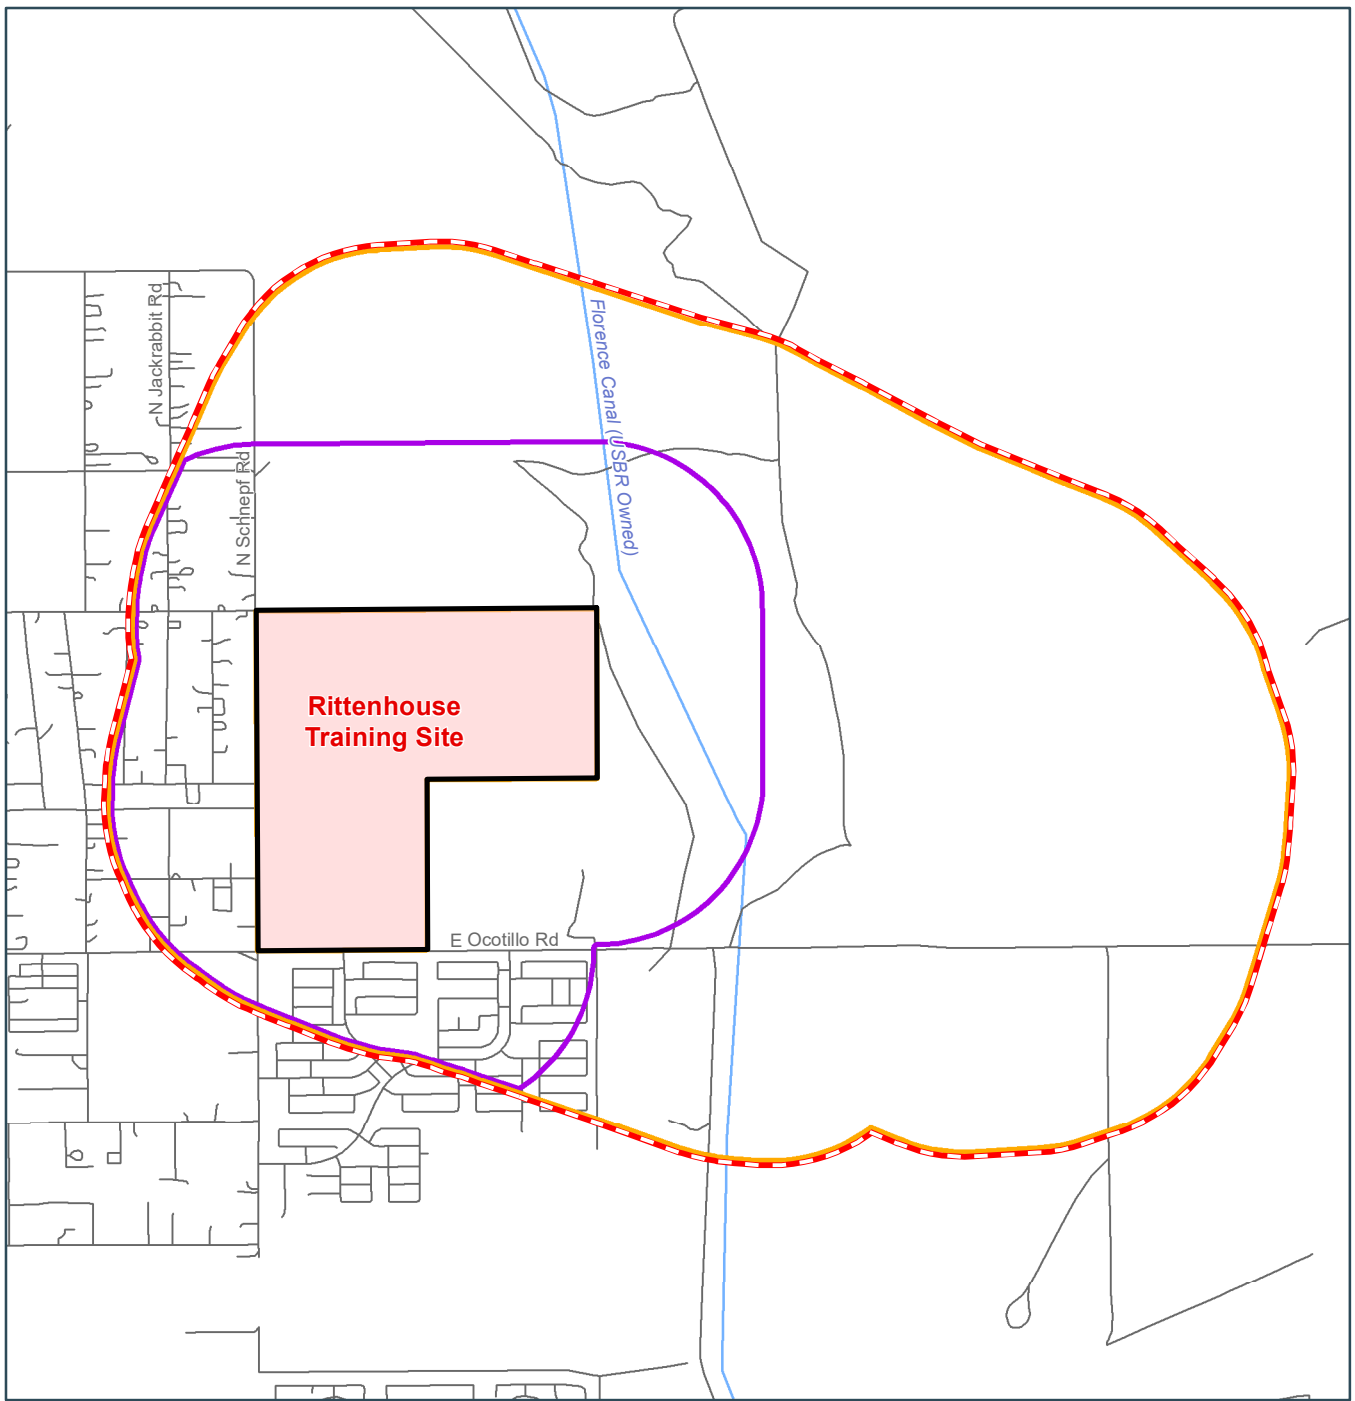 N Jackrabbit Rd
Florence Canal (USBR Owned)
N Schnepf Rd
Rittenhouse
Training Site
E Ocotillo Rd